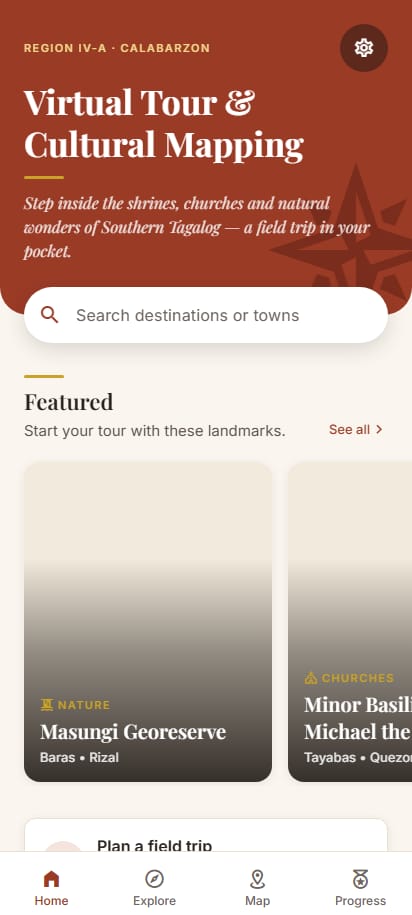 REGION IV-A · CALABARZON
Virtual Tour &
Cultural Mapping
Step inside the shrines, churches and natural
wonders of Southern Tagalog — a field trip in your
pocket.
Search destinations or towns
Featured
Start your tour with these landmarks.
See all
NATURE
Masungi Georeserve
Baras • Rizal
CHURCHES
Minor Basili
Michael the
Tayabas • Quezo
Plan a field trip
Home
Explore
Map
Progress